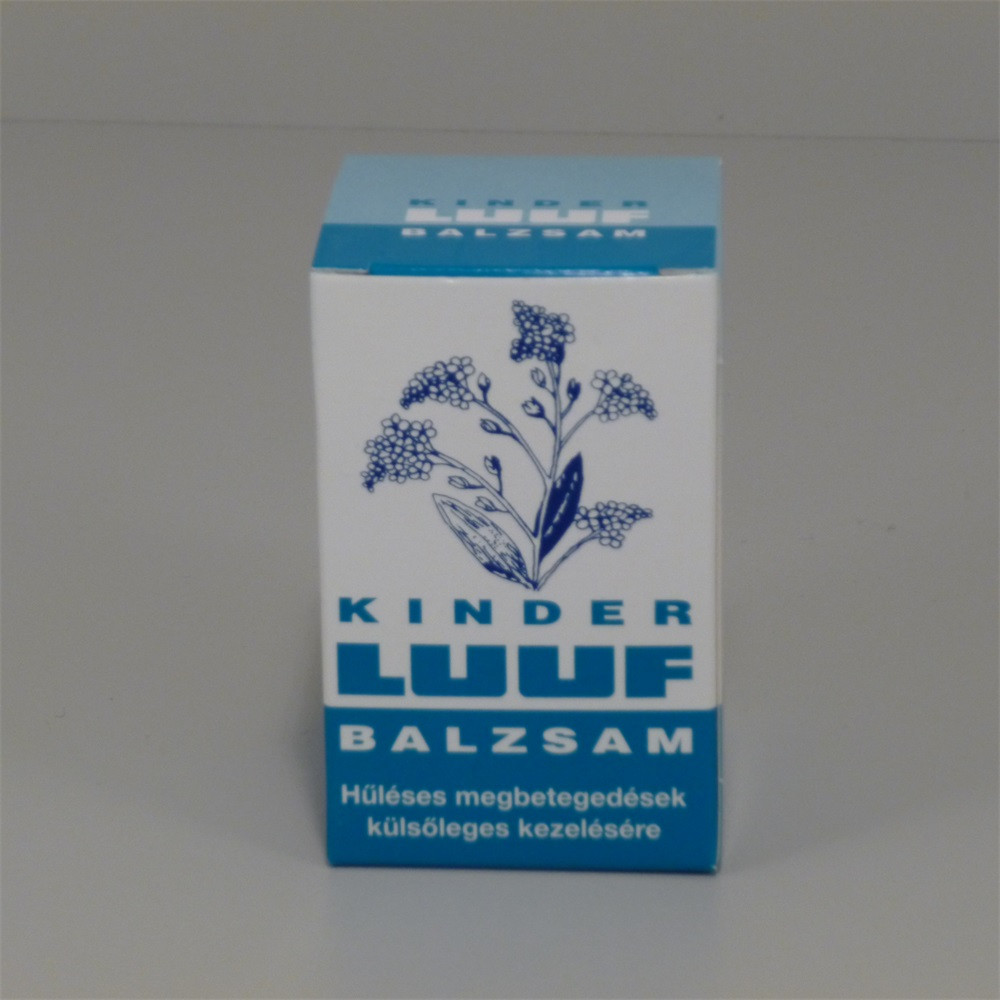 KINDER
LUUF
BALZSAM
KINDER
LUUF
BALZSAM
Hűléses megbetegedések
külsőleges kezelésére